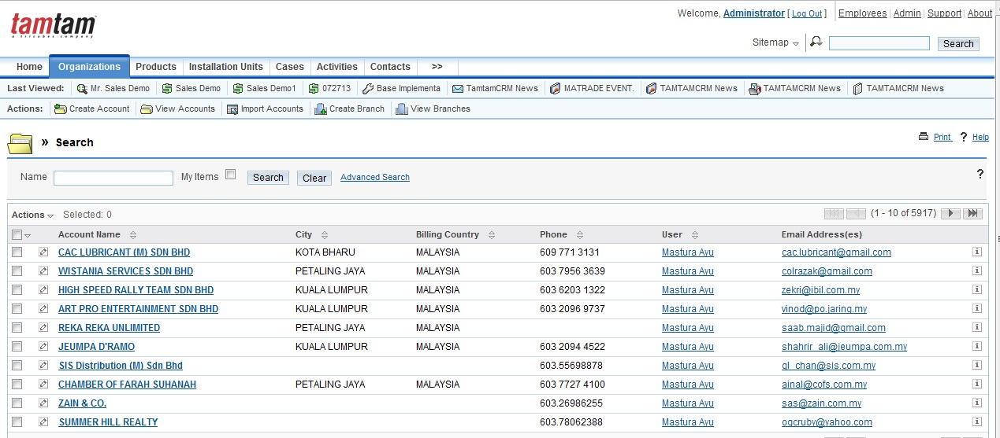 Welcome, Administrator [ Log Out ] Employees | Admin | Support | About
tamtam
a tricubes company
Sitemap Search
Home Organizations Products Installation Units Cases Activities Contacts >>
Last Viewed: Mr. Sales Demo Sales Demo Sales Demo1 072713 Base Implementa TamtamCRM News MATRADE EVENT. TAMTAMCRM News TAMTAMCRM News TAMTAMCRM News
Actions: Create Account View Accounts Import Accounts Create Branch View Branches
» Search Print ? Help
Name My Items Search Clear Advanced Search ?
Actions Selected: 0 (1 - 10 of 5917)
Account Name City Billing Country Phone User Email Address(es)
CAC LUBRICANT (M) SDN BHD KOTA BHARU MALAYSIA 609 771 3131 Mastura Ayu cac.lubricant@gmail.com
WISTANIA SERVICES SDN BHD PETALING JAYA MALAYSIA 603 7956 3639 Mastura Ayu colrazak@gmail.com
HIGH SPEED RALLY TEAM SDN BHD KUALA LUMPUR MALAYSIA 603 6203 1322 Mastura Ayu zekri@ibil.com.my
ART PRO ENTERTAINMENT SDN BHD KUALA LUMPUR MALAYSIA 603 2096 9737 Mastura Ayu vinod@po.jaring.my
REKA REKA UNLIMITED PETALING JAYA MALAYSIA Mastura Ayu saab.majid@gmail.com
JEUMPA D'RAMO KUALA LUMPUR MALAYSIA 603 2094 4522 Mastura Ayu shahrir_ali@jeumpa.com.my
SIS Distribution (M) Sdn Bhd 603.55698878 Mastura Ayu gl_chan@sis.com.my
CHAMBER OF FARAH SUHANAH PETALING JAYA MALAYSIA 603 7727 4100 Mastura Ayu ainal@cofs.com.my
ZAIN & CO. 603.26986255 Mastura Ayu sas@zain.com.my
SUMMER HILL REALTY 603.78062388 Mastura Ayu ogcruby@yahoo.com